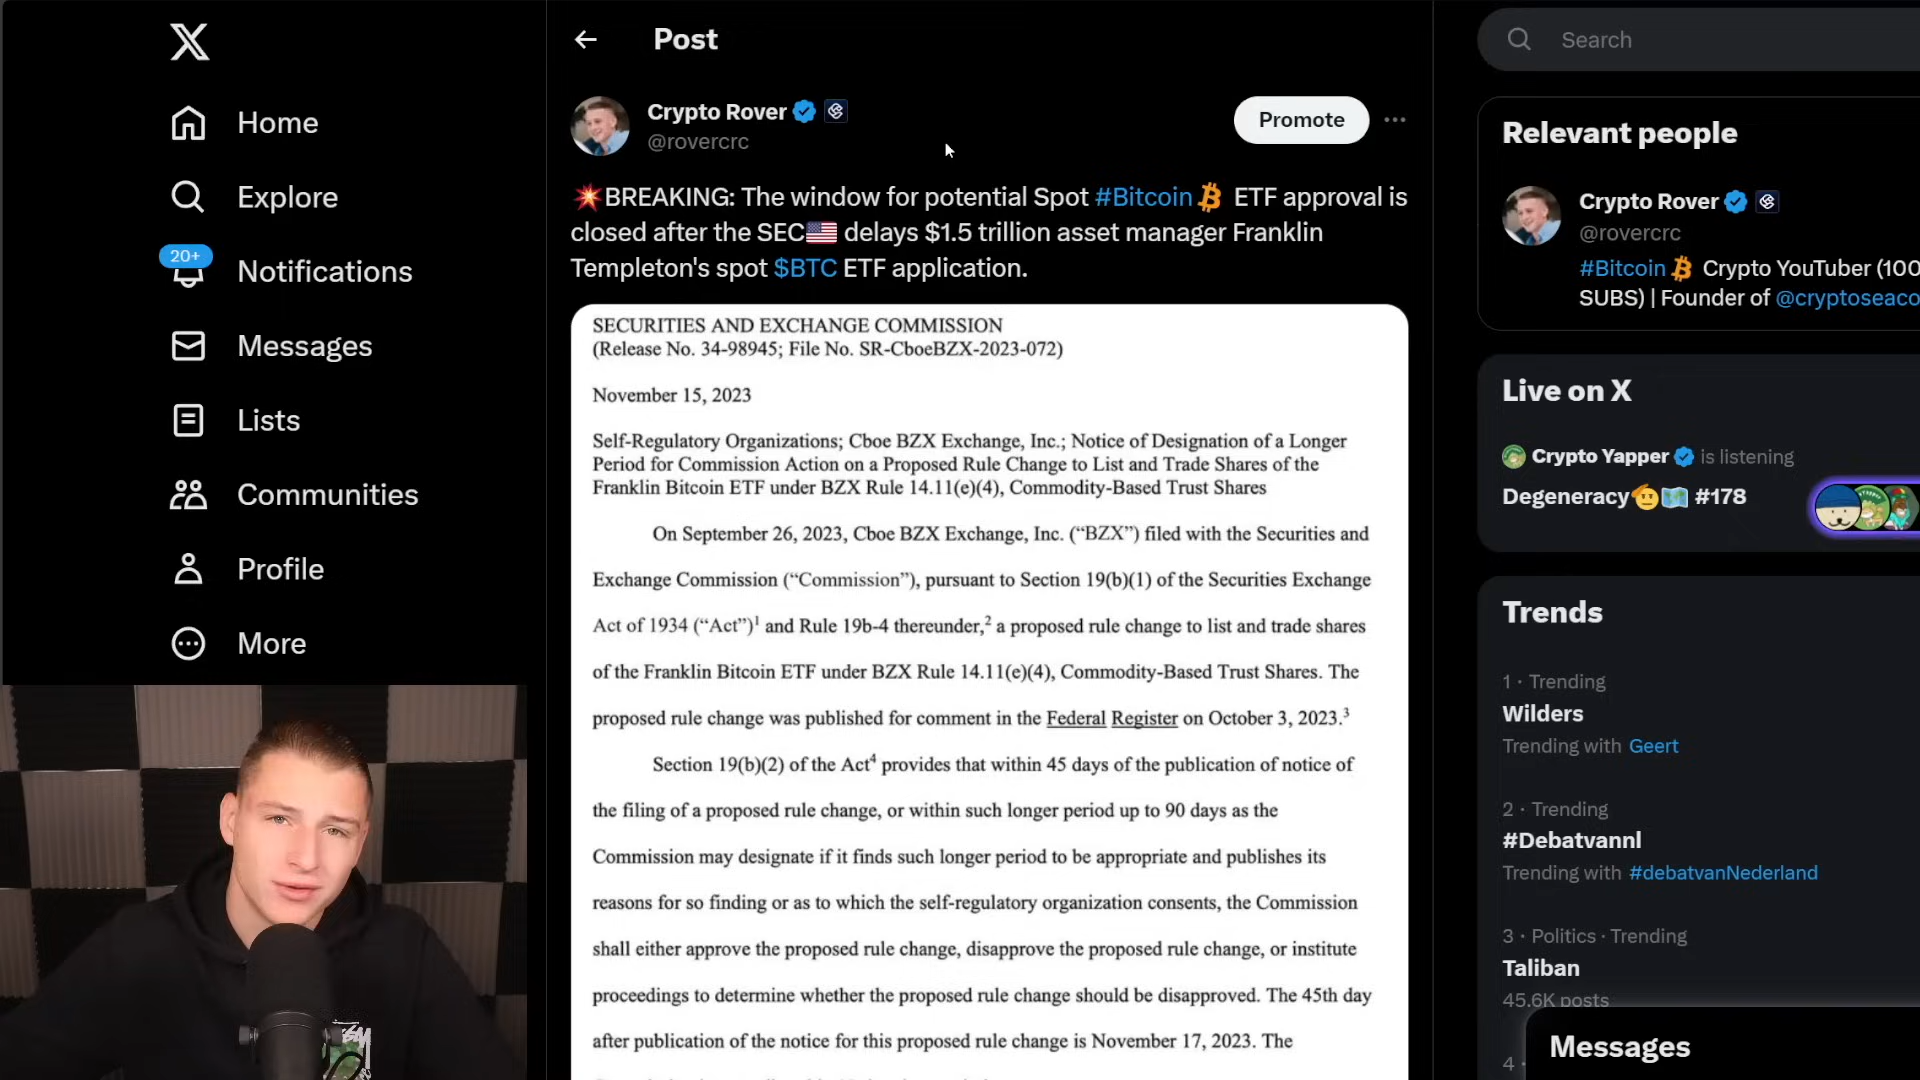 Home
Explore
20+
Notifications
Messages
Lists
Communities
Profile
More
Post
Crypto Rover
@rovercrc
Promote
BREAKING: The window for potential Spot #Bitcoin ETF approval is
closed after the SEC delays $1.5 trillion asset manager Franklin
Templeton's spot $BTC ETF application.
SECURITIES AND EXCHANGE COMMISSION
(Release No. 34-98945; File No. SR-CboeBZX-2023-072)
November 15, 2023
Self-Regulatory Organizations; Cboe BZX Exchange, Inc.; Notice of Designation of a Longer
Period for Commission Action on a Proposed Rule Change to List and Trade Shares of the
Franklin Bitcoin ETF under BZX Rule 14.11(e)(4), Commodity-Based Trust Shares
On September 26, 2023, Cboe BZX Exchange, Inc. (“BZX”) filed with the Securities and
Exchange Commission (“Commission”), pursuant to Section 19(b)(1) of the Securities Exchange
Act of 1934 (“Act”)1 and Rule 19b-4 thereunder,2 a proposed rule change to list and trade shares
of the Franklin Bitcoin ETF under BZX Rule 14.11(e)(4), Commodity-Based Trust Shares. The
proposed rule change was published for comment in the Federal Register on October 3, 2023.3
Section 19(b)(2) of the Act4 provides that within 45 days of the publication of notice of
the filing of a proposed rule change, or within such longer period up to 90 days as the
Commission may designate if it finds such longer period to be appropriate and publishes its
reasons for so finding or as to which the self-regulatory organization consents, the Commission
shall either approve the proposed rule change, disapprove the proposed rule change, or institute
proceedings to determine whether the proposed rule change should be disapproved. The 45th day
after publication of the notice for this proposed rule change is November 17, 2023. The
Search
Relevant people
Crypto Rover
@rovercrc
#Bitcoin Crypto YouTuber (100
SUBS) | Founder of @cryptoseaco
Live on X
Crypto Yapper is listening
Degeneracy #178
Trends
1 · Trending
Wilders
Trending with Geert
2 · Trending
#Debatvannl
Trending with #debatvanNederland
3 · Politics · Trending
Taliban
45.6K posts
4 ·
Messages